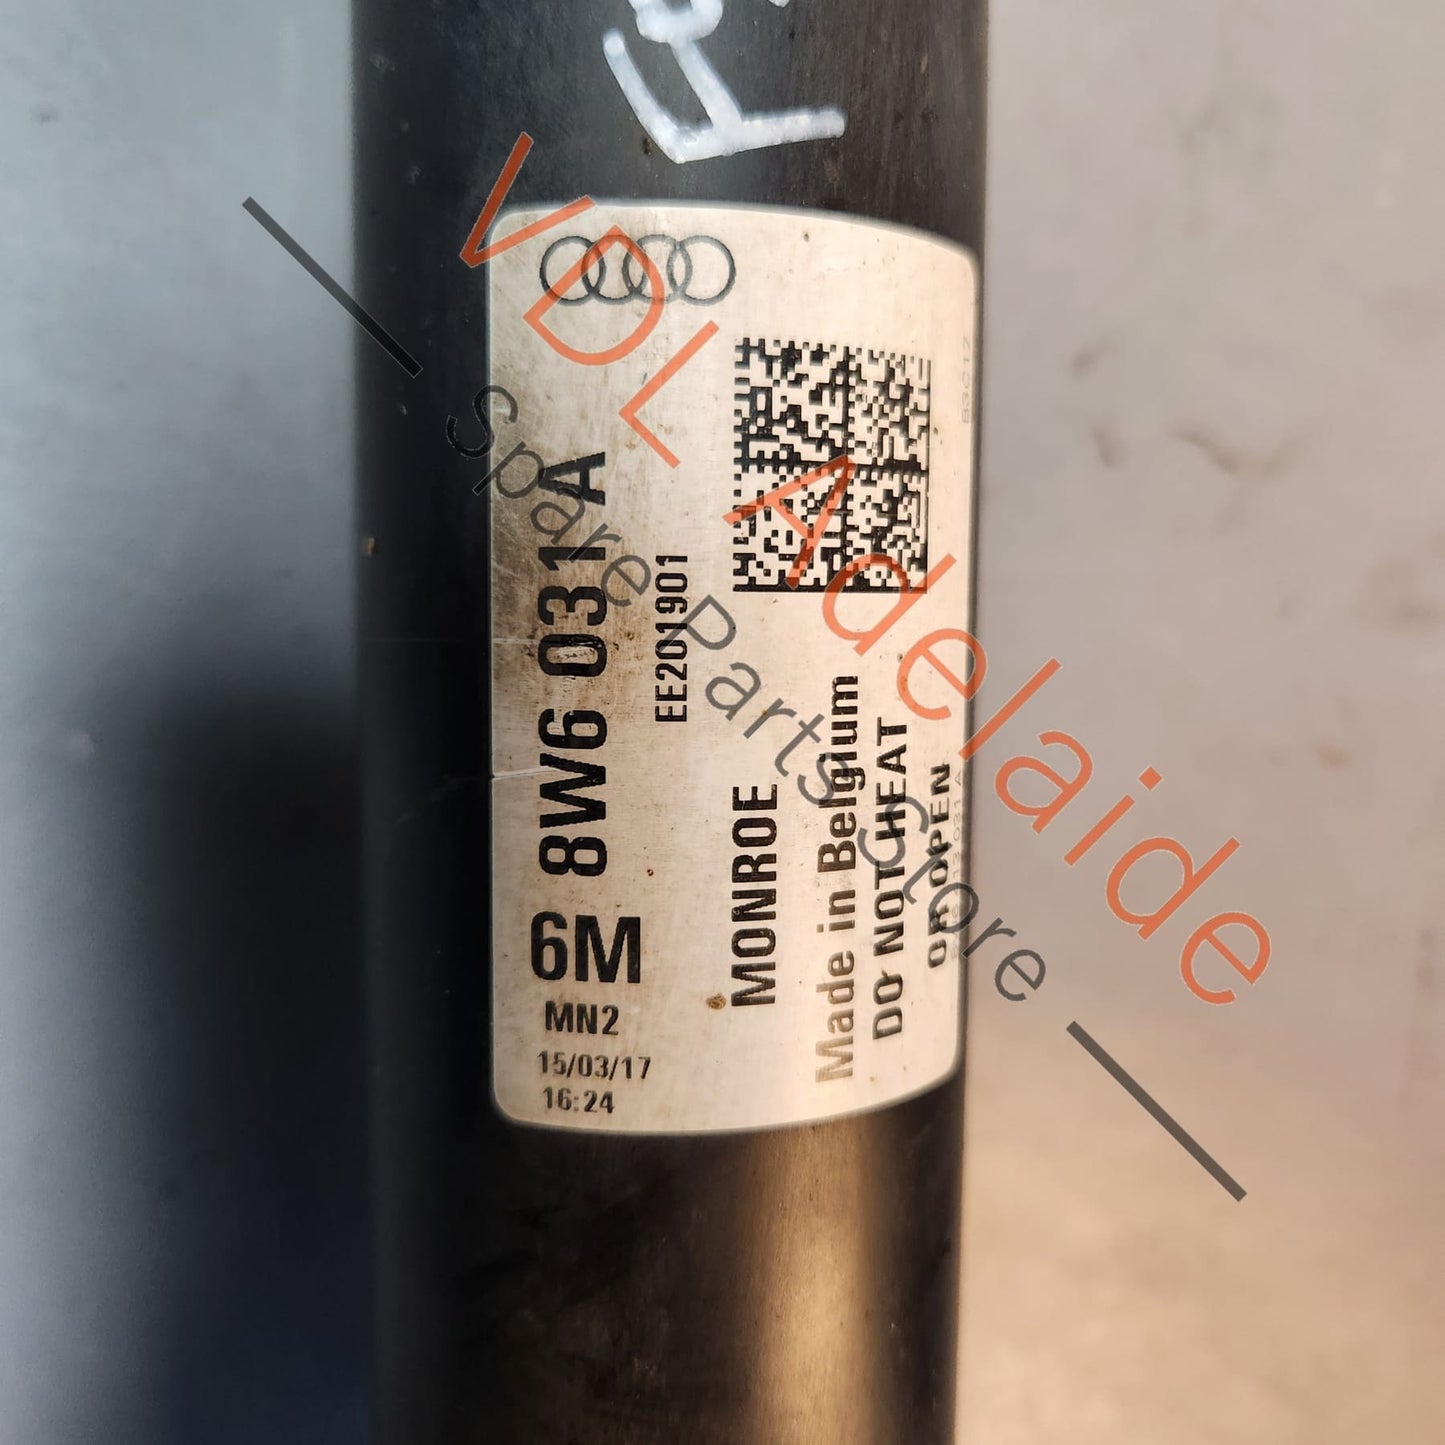 8W6 031A
EE201901
6M
MN2
15/03/17
16:24
MONROE
Made in Belgium
DO NOT HEAT
OR OPEN
VDL Adelaide
Spare Parts Store